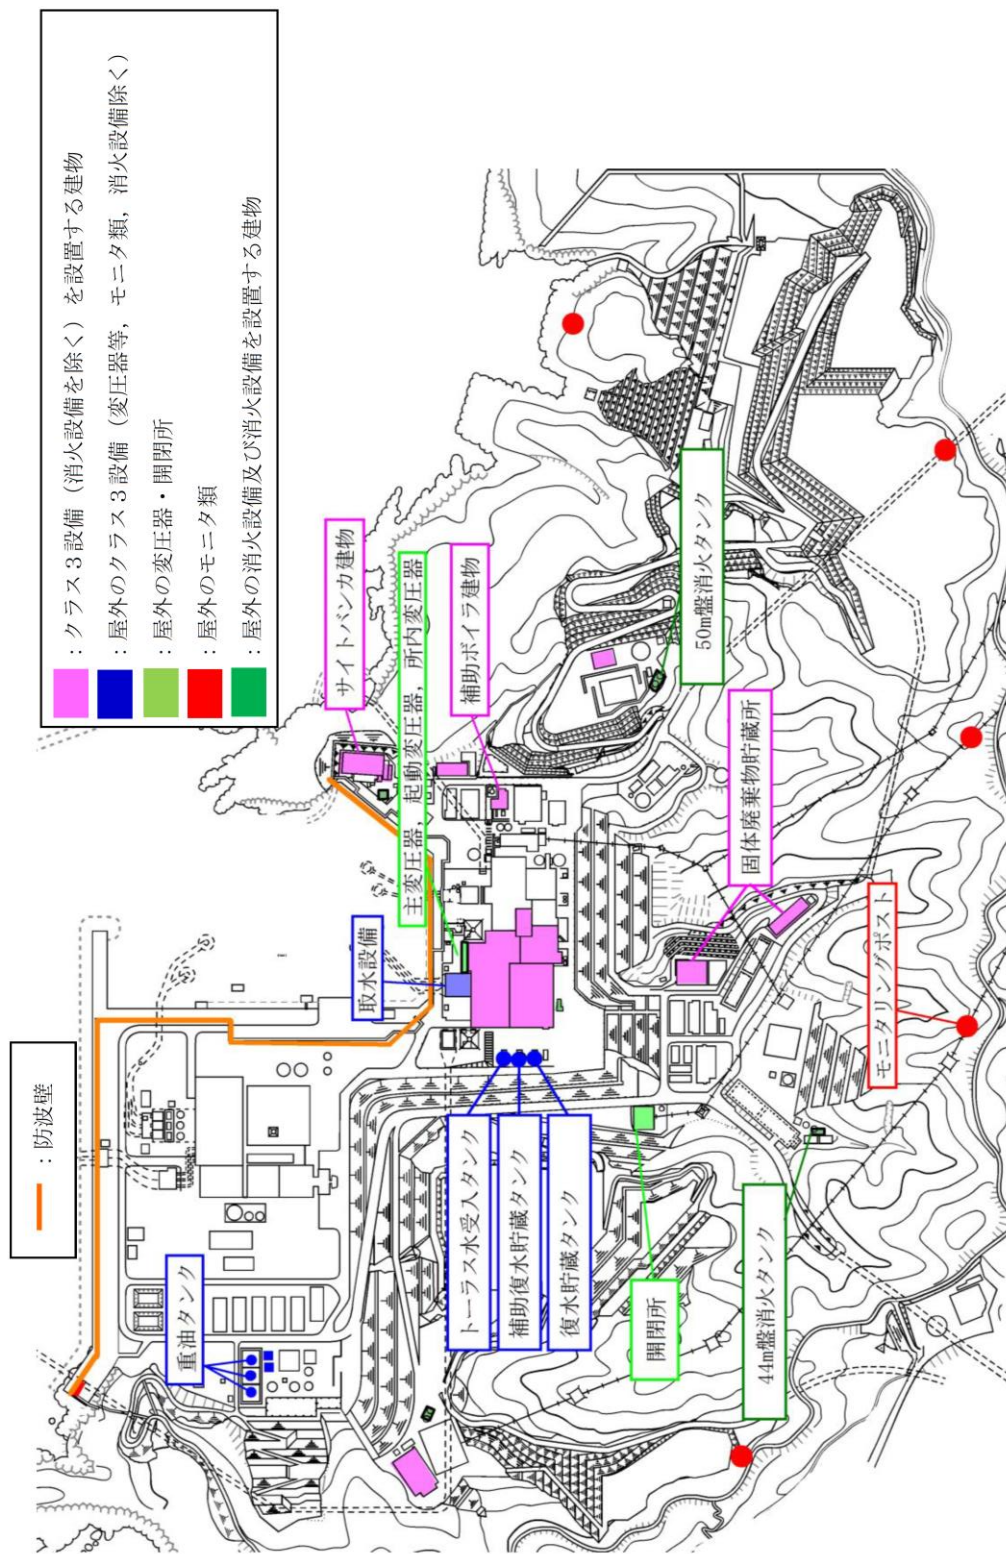 ：クラス３設備（消火設備を除く）を設置する建物
：屋外のクラス３設備（変圧器等，モニタ類，消火設備除く）
：屋外の変圧器・開閉所
：屋外のモニタ類
：屋外の消火設備及び消火設備を設置する建物
：防波壁
サイトバンカ建物
主変圧器，起動変圧器，所内変圧器
補助ボイラ建物
取水設備
重油タンク
トーラス水受入タンク
補助復水貯蔵タンク
復水貯蔵タンク
50m盤消火タンク
固体廃棄物貯蔵所
開閉所
44m盤消火タンク
モニタリングポスト